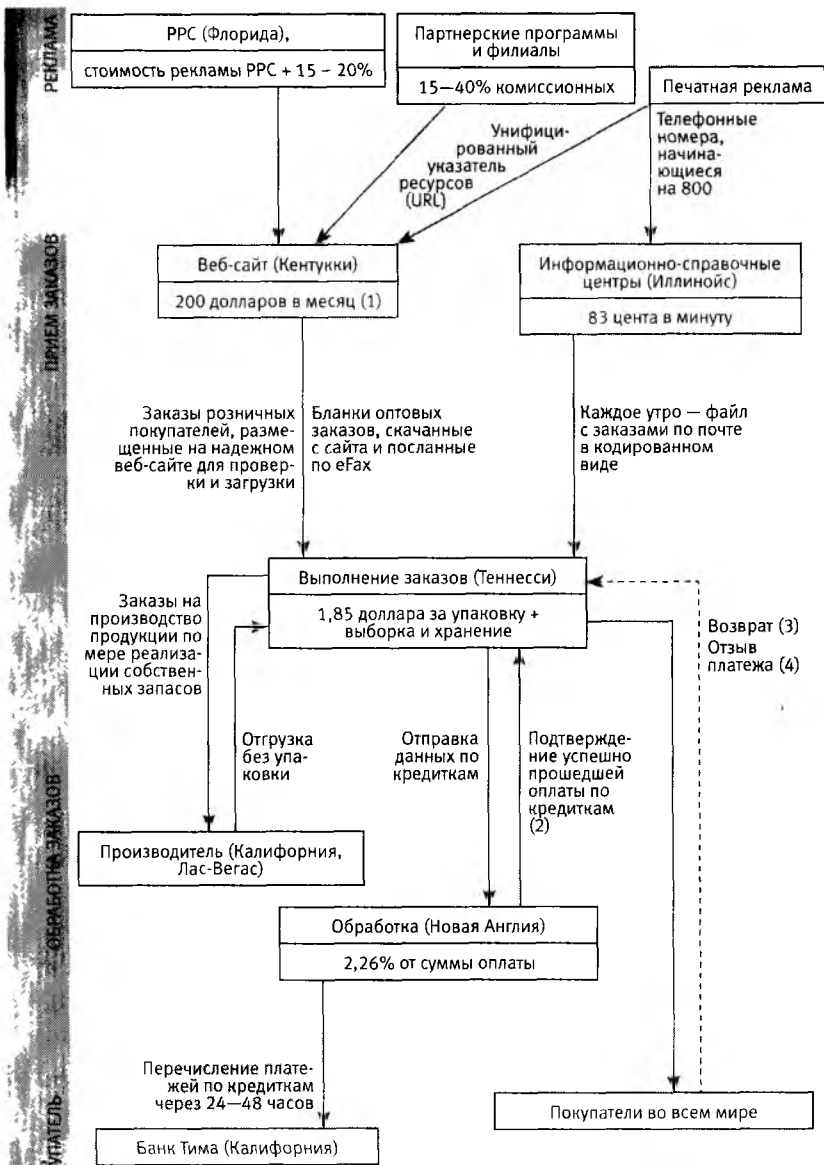 РЕКЛАМА
PPC (Флорида),
стоимость рекламы PPC + 15 – 20%
Партнерские программы
и филиалы
15—40% комиссионных
Печатная реклама
Унифици-
рованный
указатель
ресурсов
(URL)
Телефонные
номера,
начина-
ющиеся
на 800
ПРИЕМ ЗАКАЗОВ
Веб-сайт (Кентукки)
200 долларов в месяц (1)
Информационно-справочные
центры (Иллинойс)
83 цента в минуту
Заказы розничных
покупателей, разме-
щенные на надежном
веб-сайте для провер-
ки и загрузки
Бланки оптовых
заказов, скачанные
с сайта и посланные
по eFax
Каждое утро — файл
с заказами по почте
в кодированном
виде
ОБРАБОТКА ЗАКАЗОВ
Выполнение заказов (Теннесси)
1,85 доллара за упаковку +
выборка и хранение
Заказы на
производство
продукции по
мере реализа-
ции собствен-
ных запасов
Возврат (3)
Отзыв
платежа (4)
Отгрузка
без упа-
ковки
Отправка
данных по
кредиткам
Подтвержде-
ние успешно
прошедшей
оплаты по
кредиткам
(2)
Производитель (Калифорния,
Лас-Вегас)
Обработка (Новая Англия)
2,26% от суммы оплаты
УПАТЕЛЬ
Перечисление плате-
жей по кредиткам
через 24—48 часов
Банк Тима (Калифорния)
Покупатели во всем мире